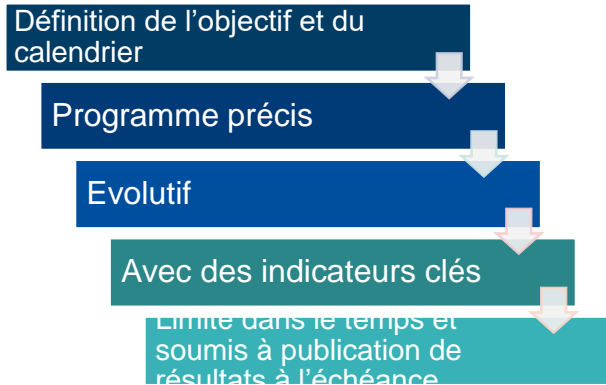 Définition de l’objectif et du
calendrier
Programme précis
Evolutif
Avec des indicateurs clés
Limité dans le temps et
soumis à publication de
résultats à l’échéance